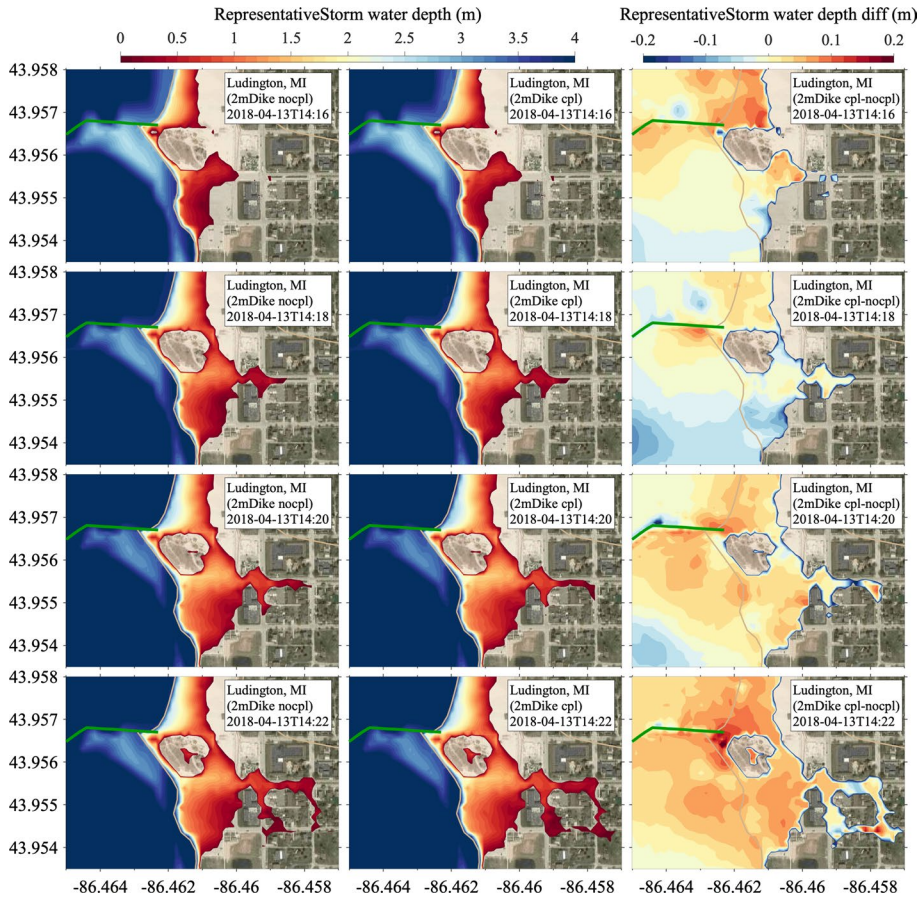 RepresentativeStorm water depth (m)
RepresentativeStorm water depth diff (m)
0 0.5 1 1.5 2 2.5 3 3.5 4
-0.2 -0.1 0 0.1 0.2
43.958
43.957
43.956
43.955
43.954
Ludington, MI
(2mDike nocpl)
2018-04-13T14:16
Ludington, MI
(2mDike cpl)
2018-04-13T14:16
Ludington, MI
(2mDike cpl-nocpl)
2018-04-13T14:16
43.958
43.957
43.956
43.955
43.954
Ludington, MI
(2mDike nocpl)
2018-04-13T14:18
Ludington, MI
(2mDike cpl)
2018-04-13T14:18
Ludington, MI
(2mDike cpl-nocpl)
2018-04-13T14:18
43.958
43.957
43.956
43.955
43.954
Ludington, MI
(2mDike nocpl)
2018-04-13T14:20
Ludington, MI
(2mDike cpl)
2018-04-13T14:20
Ludington, MI
(2mDike cpl-nocpl)
2018-04-13T14:20
43.958
43.957
43.956
43.955
43.954
Ludington, MI
(2mDike nocpl)
2018-04-13T14:22
Ludington, MI
(2mDike cpl)
2018-04-13T14:22
Ludington, MI
(2mDike cpl-nocpl)
2018-04-13T14:22
-86.464 -86.462 -86.46 -86.458
-86.464 -86.462 -86.46 -86.458
-86.464 -86.462 -86.46 -86.458